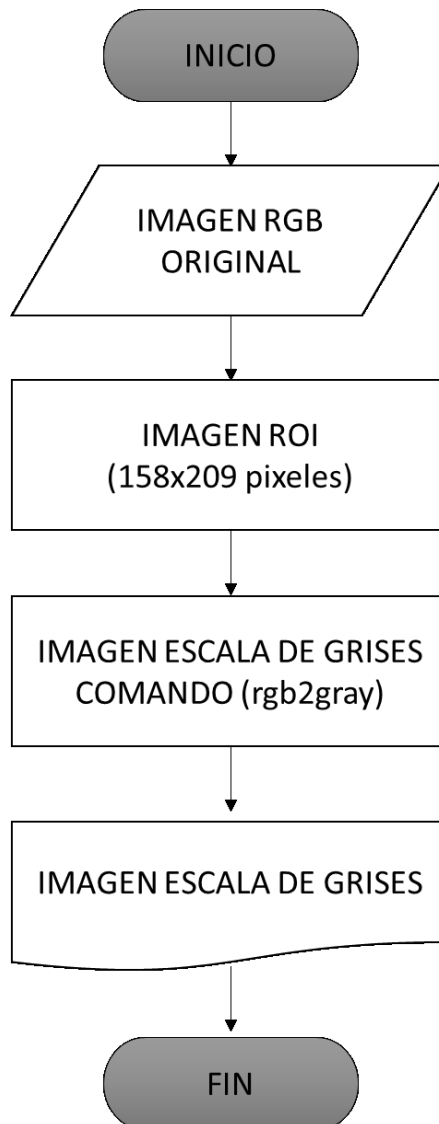 INICIO
IMAGEN RGB
ORIGINAL
IMAGEN ROI
(158x209 pixeles)
IMAGEN ESCALA DE GRISES
COMANDO (rgb2gray)
IMAGEN ESCALA DE GRISES
FIN